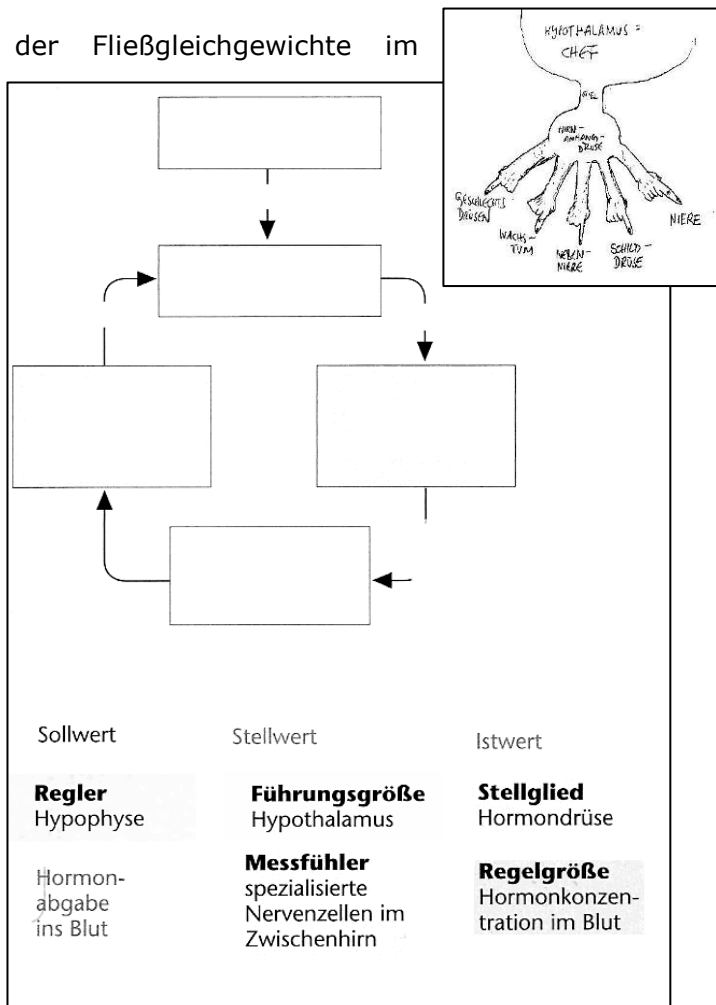 der Fließgleichgewichte im
HYPOTHALAMUS =
CHEF
HIRN-
ANHANGS-
DRÜSE
GESCHLECHTS
DRÜSEN
WACHS-
TUM
NEBEN-
NIERE
SCHILD-
DRÜSE
NIERE
Sollwert
Stellwert
Istwert
Regler
Hypophyse
Führungsgröße
Hypothalamus
Stellglied
Hormondrüse
Hormon-
abgabe
ins Blut
Messfühler
spezialisierte
Nervenzellen im
Zwischenhirn
Regelgröße
Hormonkonzen-
tration im Blut